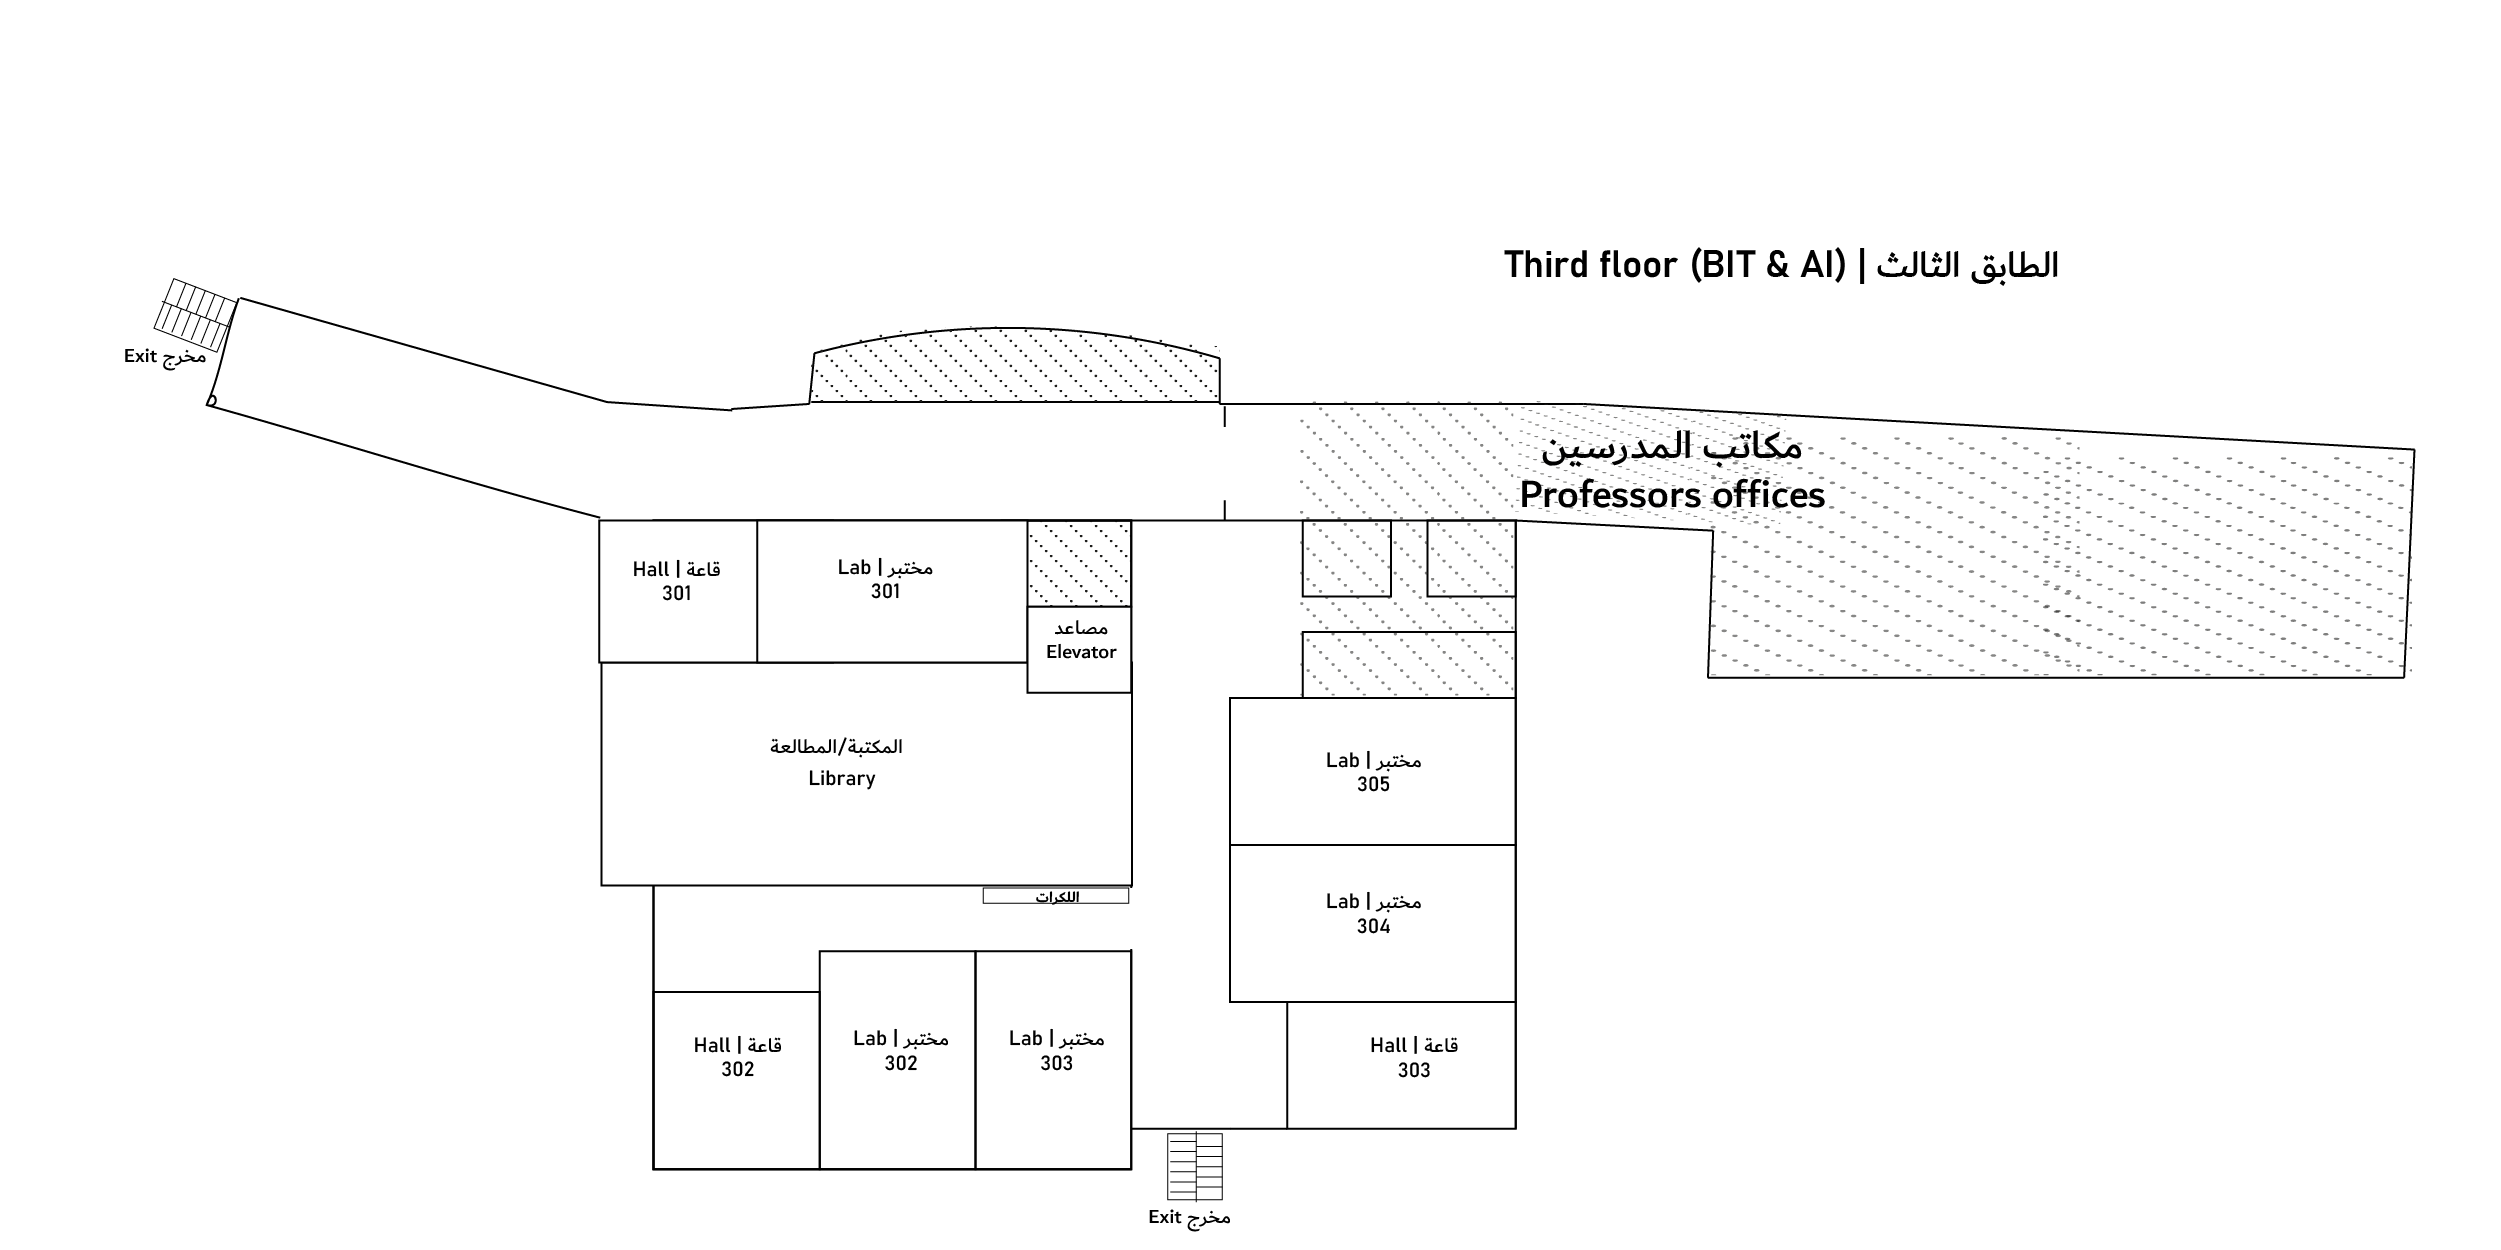 Third floor (BIT & AI) | الطابق الثالث
Exit مخرج
مكاتب المدرسين
Professors offices
Hall | قاعة
301
Lab | مختبر
301
مصاعد
Elevator
المكتبة/المطالعة
Library
Lab | مختبر
305
اللكرات
Lab | مختبر
304
Hall | قاعة
302
Lab | مختبر
302
Lab | مختبر
303
Hall | قاعة
303
Exit مخرج